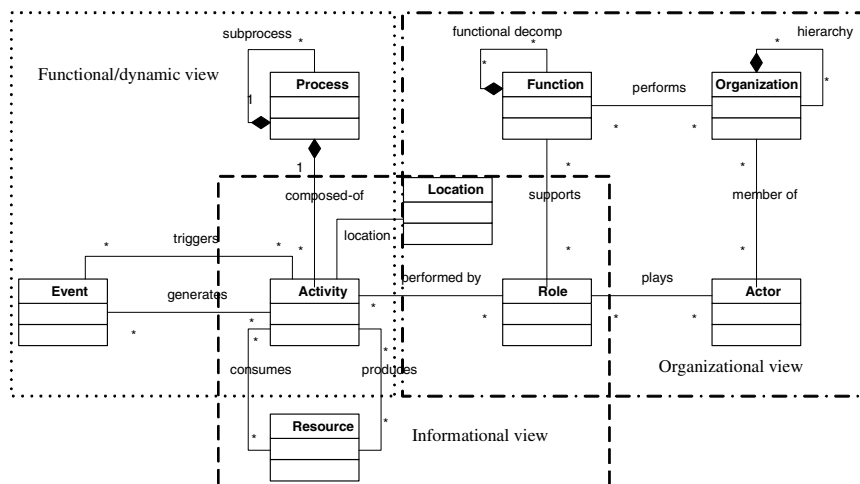 subprocess
*
functional decomp
*
*
hierarchy
*
Functional/dynamic view
Process
Function
performs
Organization
*
1
*
*
*
1
*
*
composed-of
Location
supports
member of
triggers
*
*
*
location
*
*
Event
generates
Activity
performed by
Role
plays
Actor
*
*
*
*
*
*
*
*
*
consumes
produces
Organizational view
*
*
Resource
Informational view